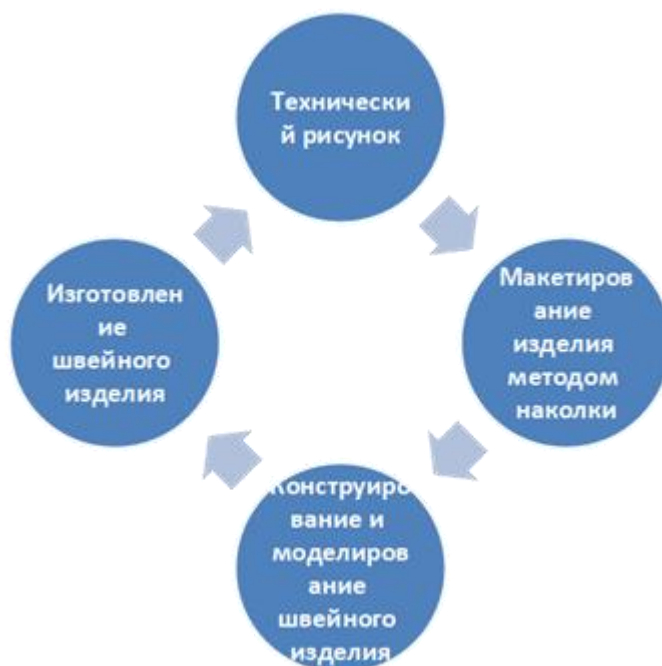 Технически
й рисунок
Макетиров
ание
изделия
методом
наколки
Конструиро
вание и
моделиров
ание
швейного
изделия
Изготовлен
ие
швейного
изделия